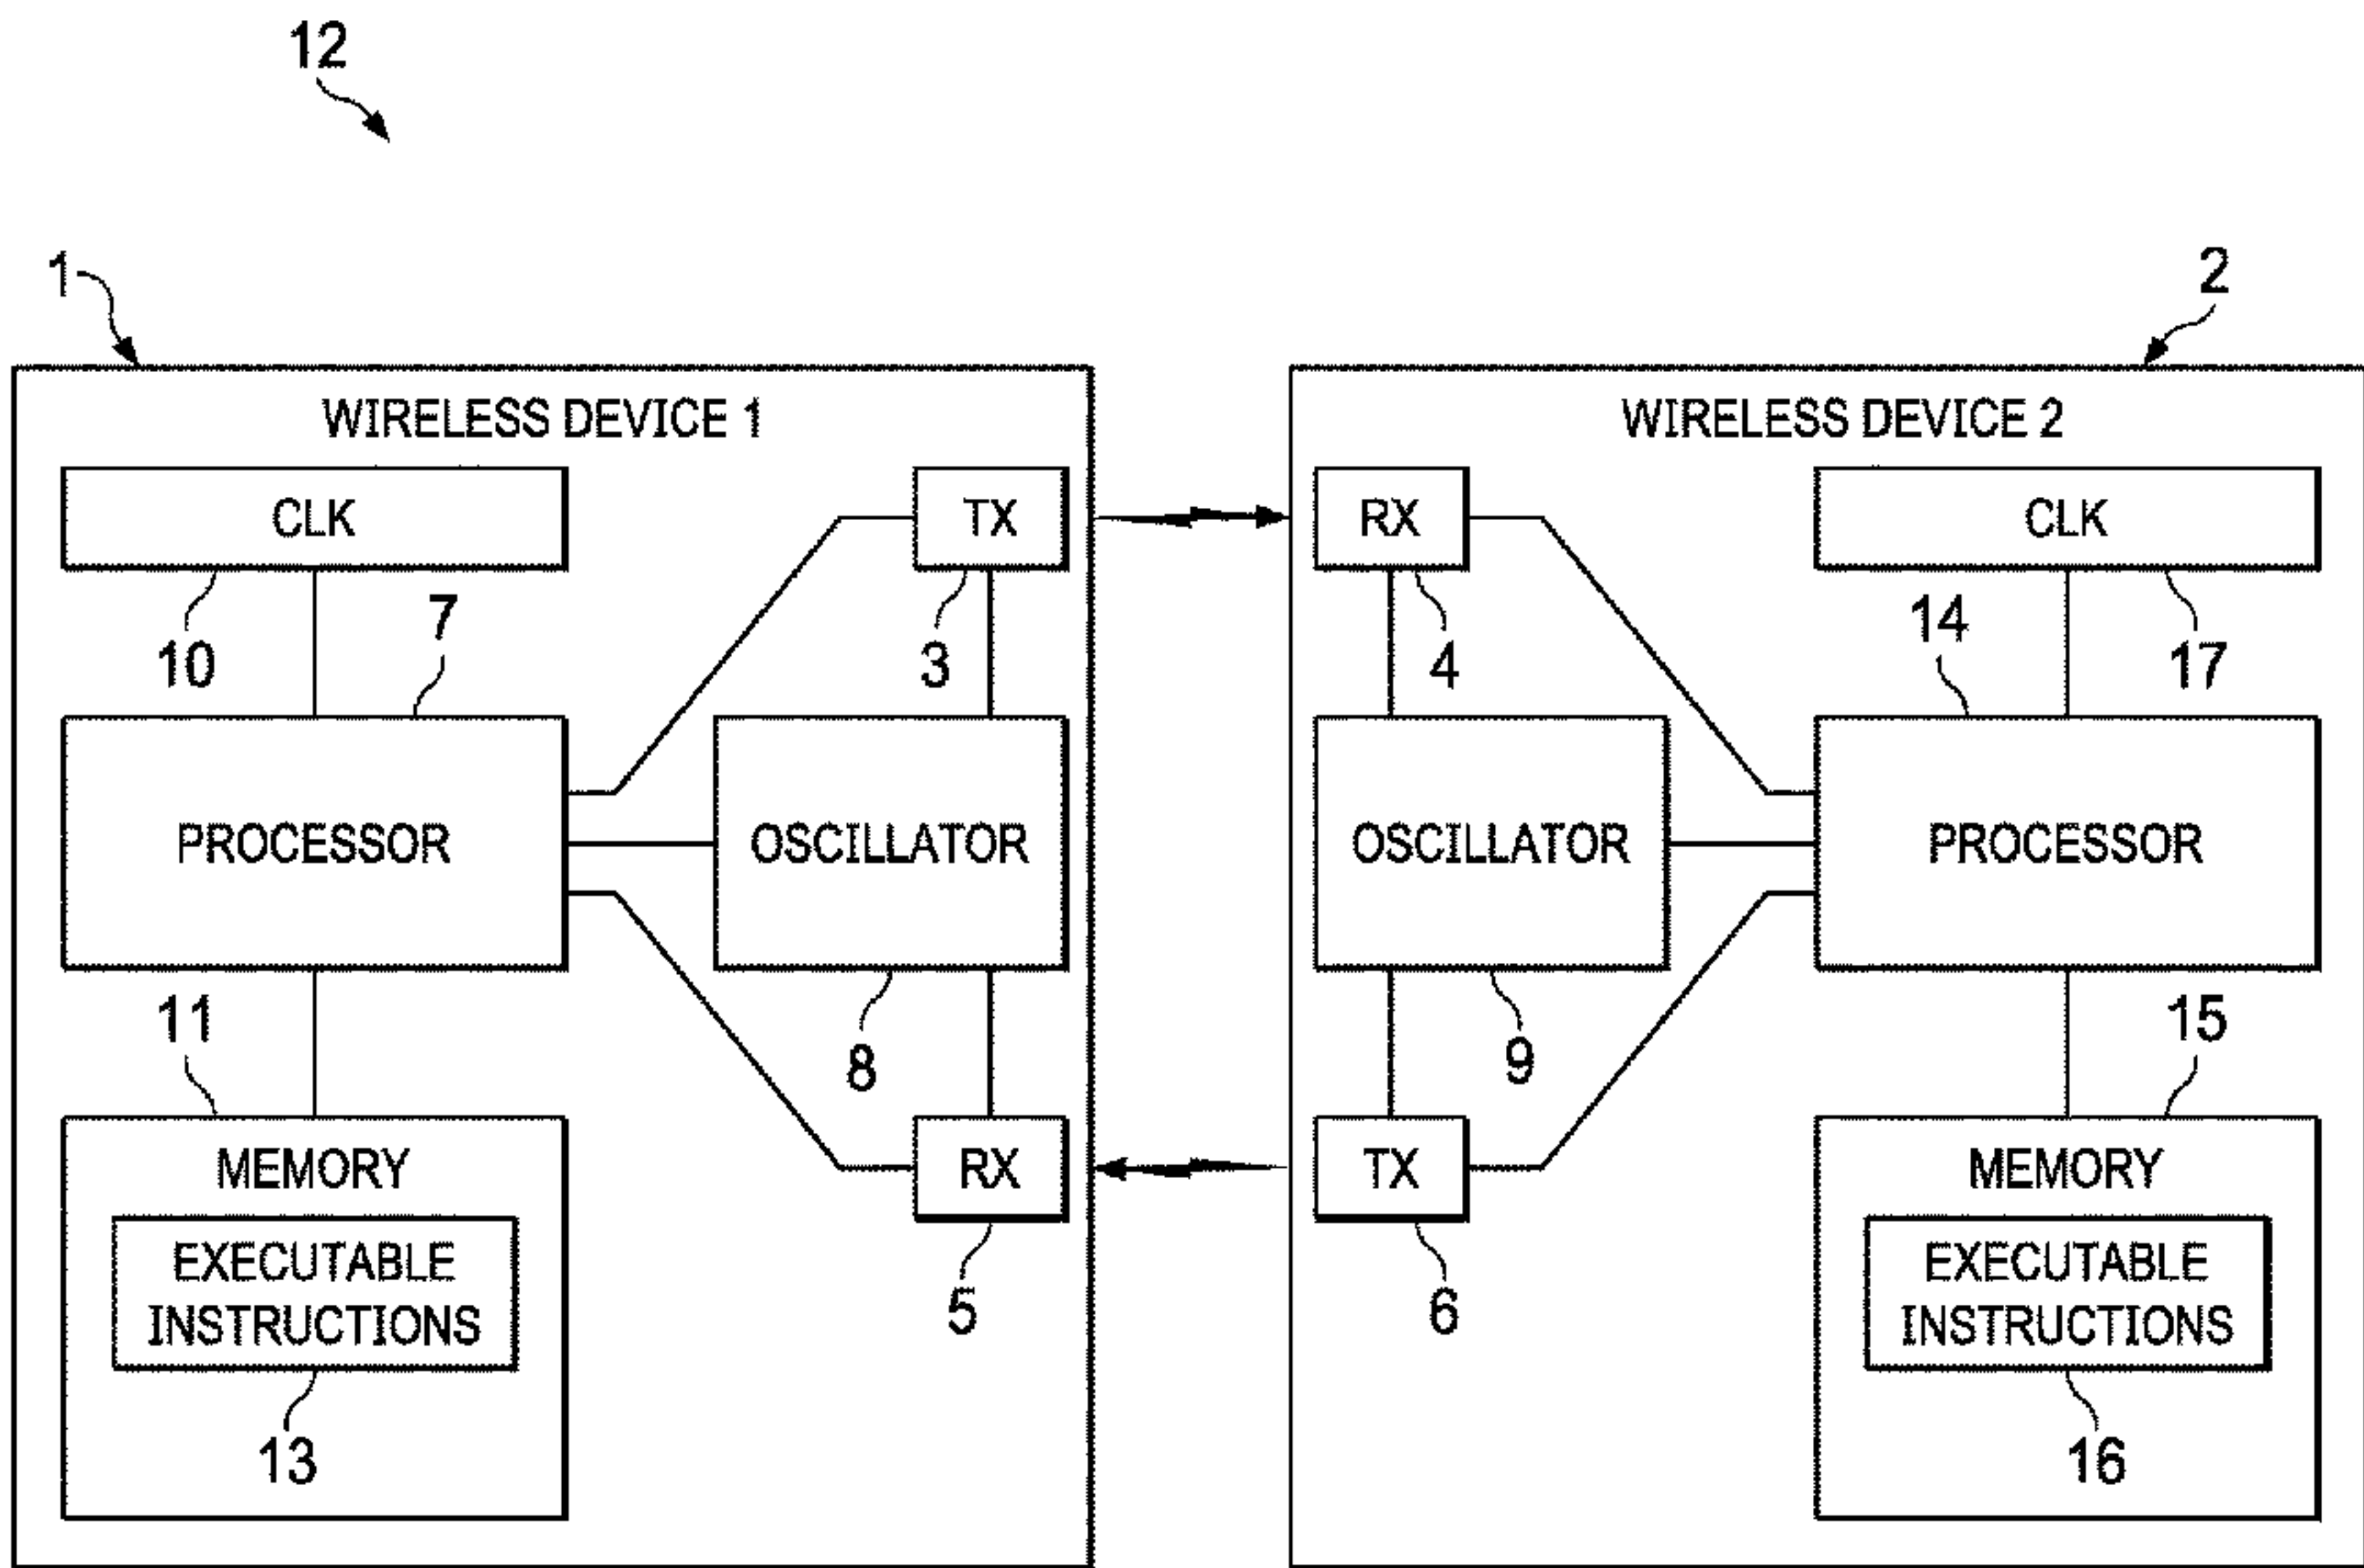 12
1
2
WIRELESS DEVICE 1
CLK
TX
10
7
3
PROCESSOR
OSCILLATOR
11
8
MEMORY
RX
EXECUTABLE
INSTRUCTIONS
5
13
WIRELESS DEVICE 2
RX
CLK
4
14
17
OSCILLATOR
PROCESSOR
9
15
TX
MEMORY
EXECUTABLE
INSTRUCTIONS
6
16